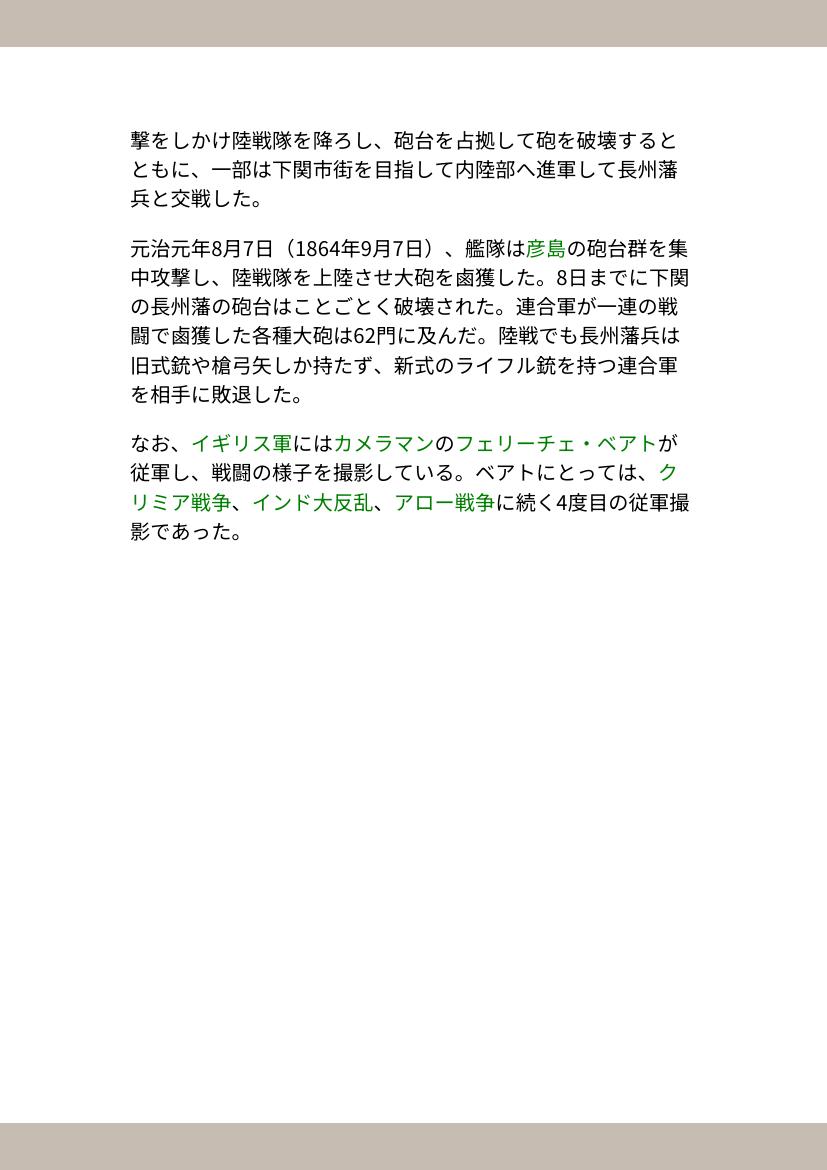 撃をしかけ陸戦隊を降ろし、砲台を占拠して砲を破壊すると
ともに、一部は下関市街を目指して内陸部へ進軍して長州藩
兵と交戦した。
元治元年8月7日（1864年9月7日）、艦隊は彦島の砲台群を集
中攻撃し、陸戦隊を上陸させ大砲を鹵獲した。8日までに下関
の長州藩の砲台はことごとく破壊された。連合軍が一連の戦
闘で鹵獲した各種大砲は62門に及んだ。陸戦でも長州藩兵は
旧式銃や槍弓矢しか持たず、新式のライフル銃を持つ連合軍
を相手に敗退した。
なお、イギリス軍にはカメラマンのフェリーチェ・ベアトが
従軍し、戦闘の様子を撮影している。ベアトにとっては、ク
リミア戦争、インド大反乱、アロー戦争に続く4度目の従軍撮
影であった。